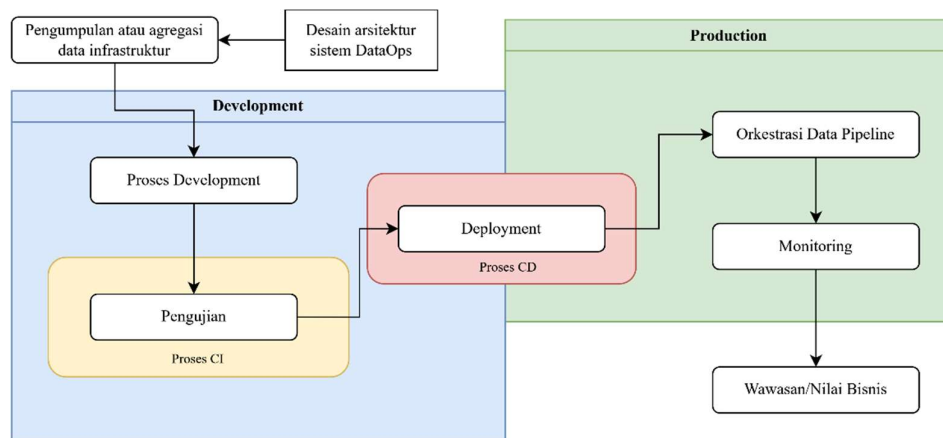 Pengumpulan atau agregasi
data infrastruktur
Desain arsitektur
sistem DataOps
Production
Development
Orkestrasi Data Pipeline
Proses Development
Deployment
Monitoring
Proses CD
Pengujian
Proses CI
Wawasan/Nilai Bisnis